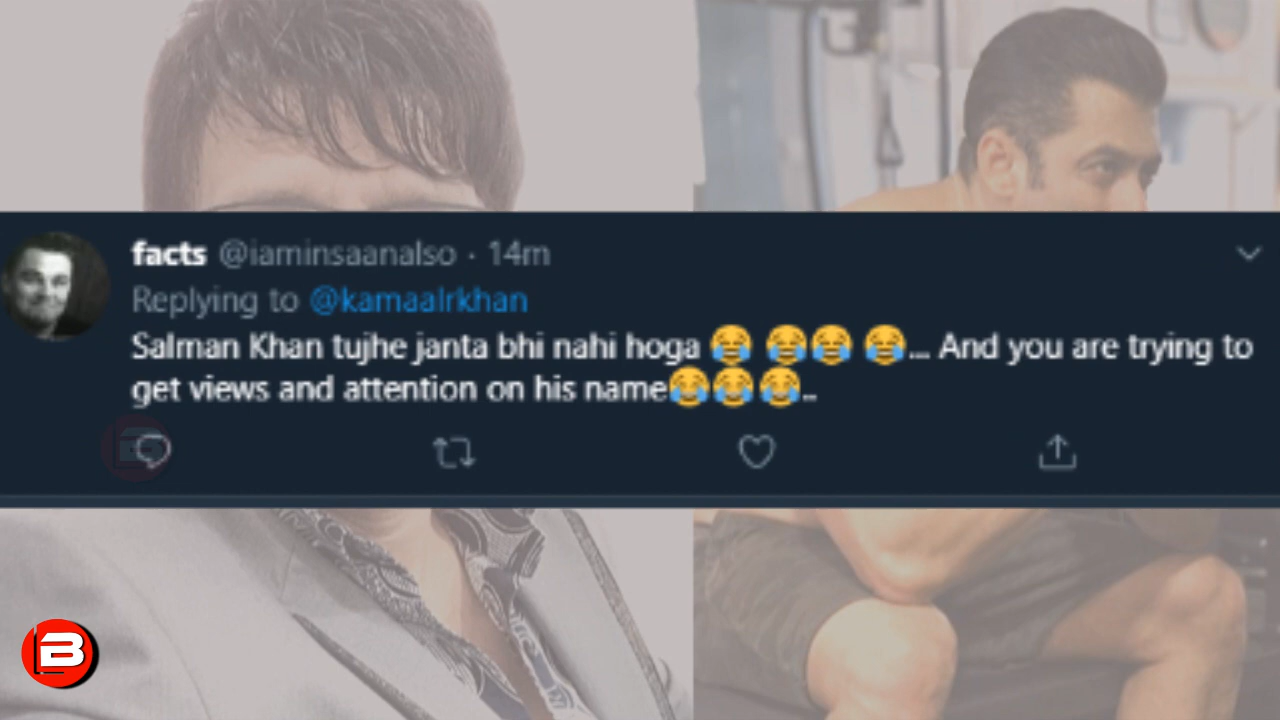 facts @iaminsaanalso · 14m
Replying to @kamaalrkhan
Salman Khan tujhe janta bhi nahi hoga 😂 😂😂 😂... And you are trying to
get views and attention on his name😂😂😂..
B